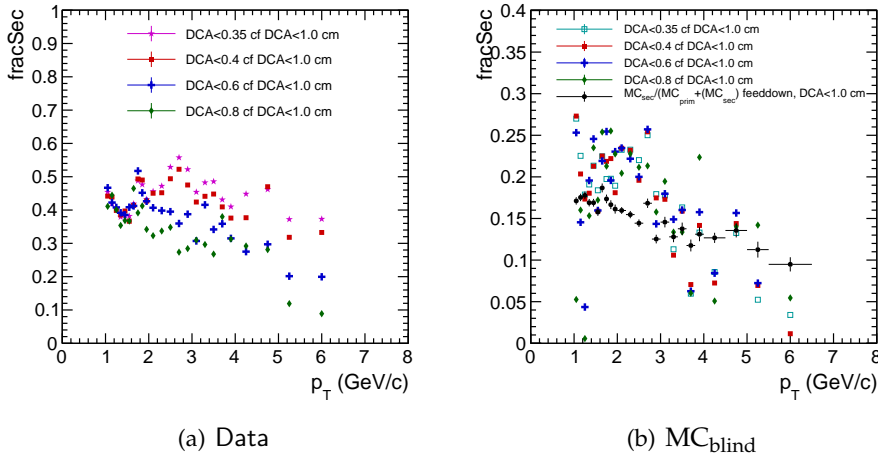 fracSec
1
0.9
0.8
0.7
0.6
0.5
0.4
0.3
0.2
0.1
0
DCA<0.35 cf DCA<1.0 cm
DCA<0.4 cf DCA<1.0 cm
DCA<0.6 cf DCA<1.0 cm
DCA<0.8 cf DCA<1.0 cm
0 1 2 3 4 5 6 7 8
p_T (GeV/c)
(a) Data
fracSec
0.4
0.35
0.3
0.25
0.2
0.15
0.1
0.05
0
DCA<0.35 cf DCA<1.0 cm
DCA<0.4 cf DCA<1.0 cm
DCA<0.6 cf DCA<1.0 cm
DCA<0.8 cf DCA<1.0 cm
MC_sec/(MC_prim+(MC_sec) feeddown, DCA<1.0 cm
0 1 2 3 4 5 6 7 8
p_T (GeV/c)
(b) MC_blind